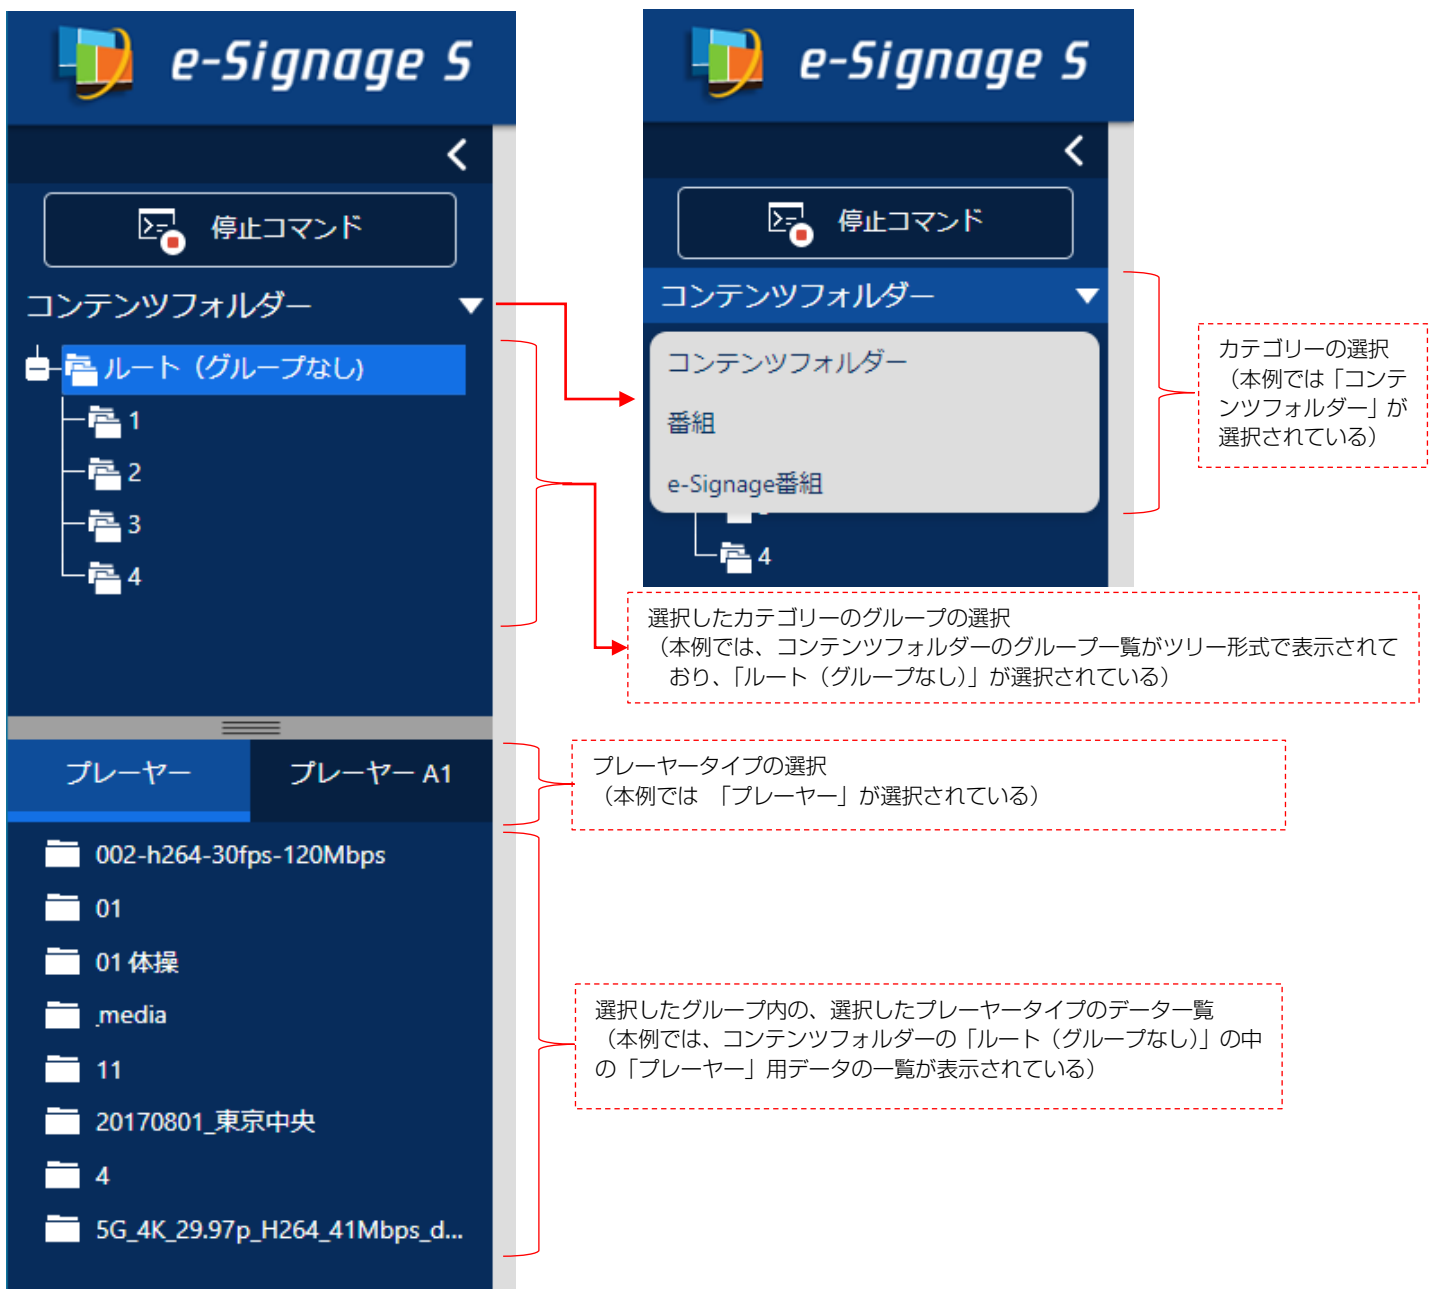 e-Signage S
停止コマンド
コンテンツフォルダー
ルート（グループなし)
1
2
3
4
プレーヤー
プレーヤー A1
002-h264-30fps-120Mbps
01
01 体操
_media
11
20170801_東京中央
4
5G_4K_29.97p_H264_41Mbps_d...
e-Signage S
停止コマンド
コンテンツフォルダー
コンテンツフォルダー
番組
e-Signage番組
4
カテゴリーの選択
（本例では「コンテ
ンツフォルダー」が
選択されている）
選択したカテゴリーのグループの選択
（本例では、コンテンツフォルダーのグループ一覧がツリー形式で表示されて
おり、「ルート（グループなし）」が選択されている）
プレーヤータイプの選択
（本例では　「プレーヤー」が選択されている）
選択したグループ内の、選択したプレーヤータイプのデータ一覧
（本例では、コンテンツフォルダーの「ルート（グループなし）」の中
の「プレーヤー」用データの一覧が表示されている）